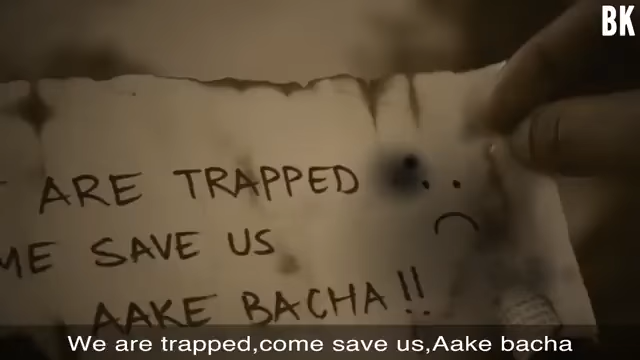 BK
ARE TRAPPED
ME SAVE US
AAKE BACHA!!
We are trapped,come save us,Aake bacha